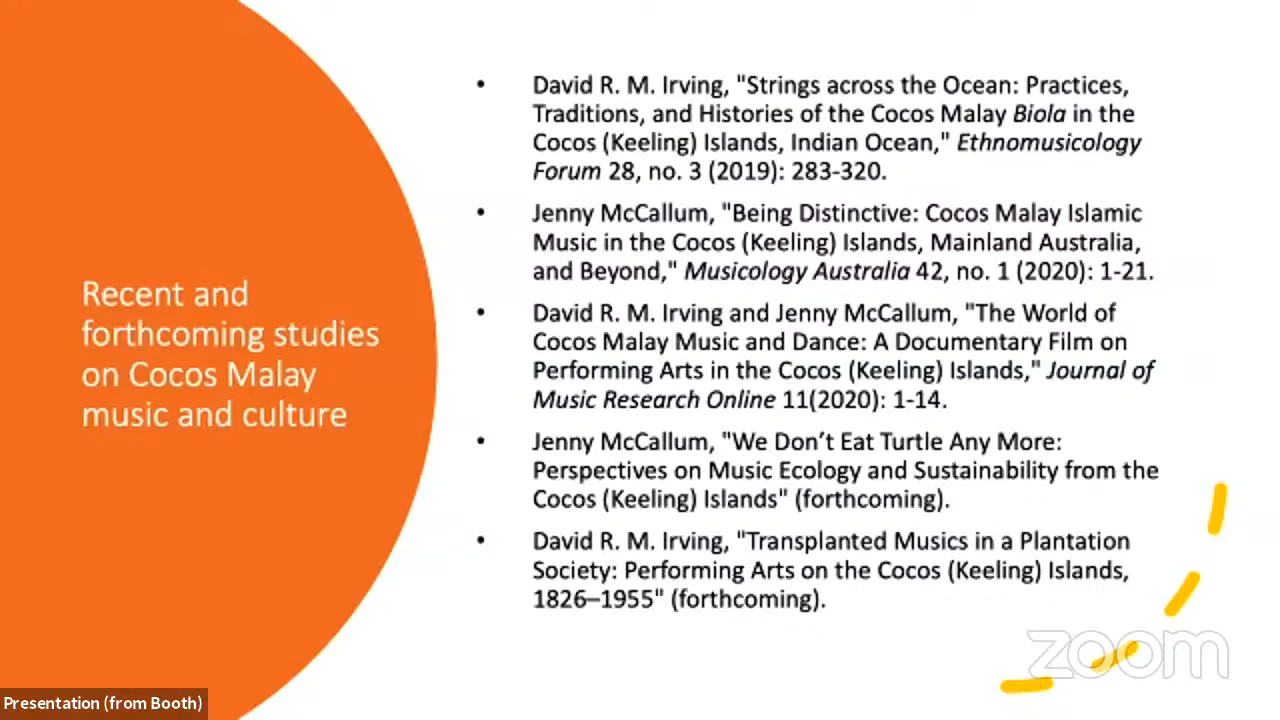 Recent and
forthcoming studies
on Cocos Malay
music and culture
• David R. M. Irving, "Strings across the Ocean: Practices,
Traditions, and Histories of the Cocos Malay Biola in the
Cocos (Keeling) Islands, Indian Ocean," Ethnomusicology
Forum 28, no. 3 (2019): 283-320.
• Jenny McCallum, "Being Distinctive: Cocos Malay Islamic
Music in the Cocos (Keeling) Islands, Mainland Australia,
and Beyond," Musicology Australia 42, no. 1 (2020): 1-21.
• David R. M. Irving and Jenny McCallum, "The World of
Cocos Malay Music and Dance: A Documentary Film on
Performing Arts in the Cocos (Keeling) Islands," Journal of
Music Research Online 11(2020): 1-14.
• Jenny McCallum, "We Don’t Eat Turtle Any More:
Perspectives on Music Ecology and Sustainability from the
Cocos (Keeling) Islands" (forthcoming).
• David R. M. Irving, "Transplanted Musics in a Plantation
Society: Performing Arts on the Cocos (Keeling) Islands,
1826–1955" (forthcoming).
zoom
Presentation (from Booth)